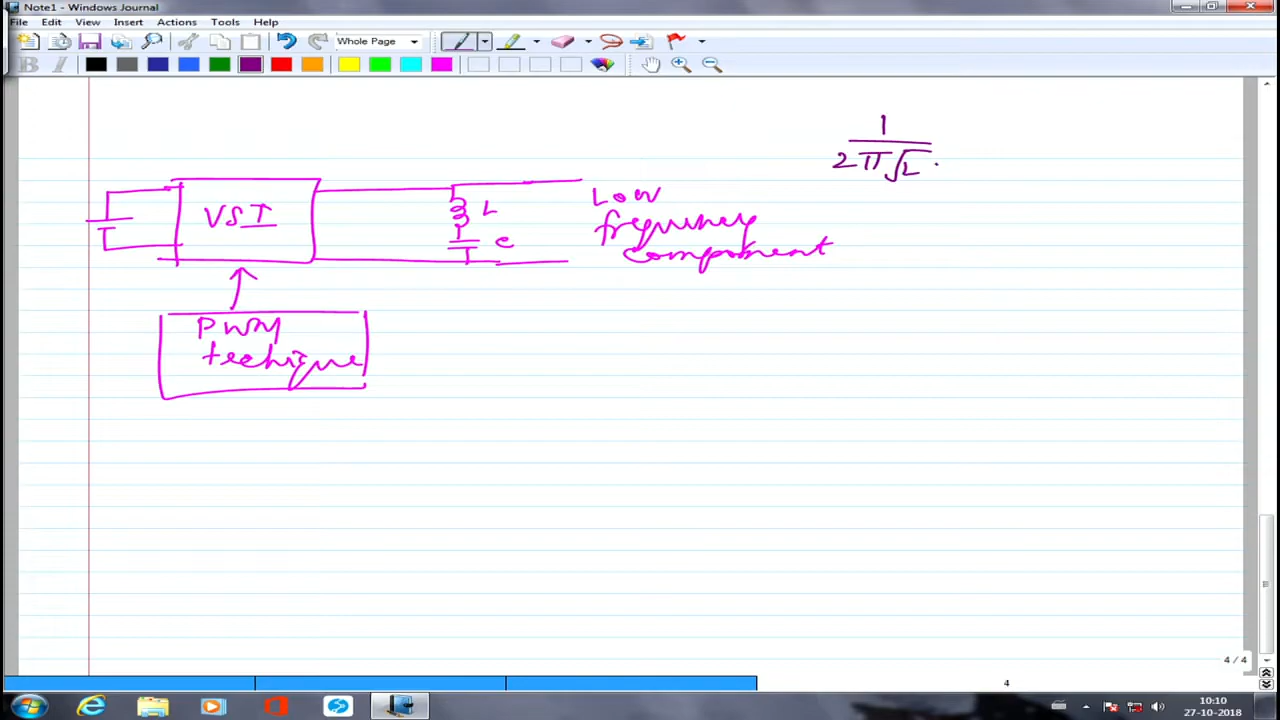 Note1 - Windows Journal
File Edit View Insert Actions Tools Help
Whole Page
B I
1
2π√L
VSI
L
C
Low
frequency
component
PWM
techique
4 / 4
4
10:10
27-10-2018